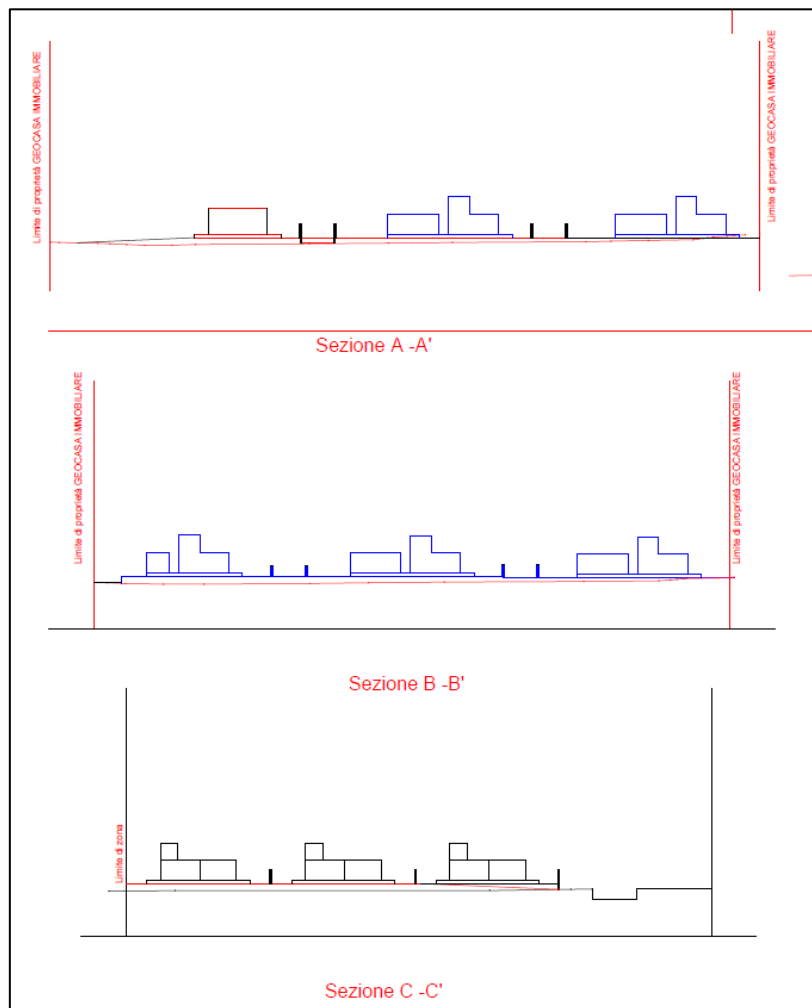 Limite di proprietà GEOCASA IMMOBILIARE
Limite di proprietà GEOCASA IMMOBILIARE
Sezione A -A'
Limite di proprietà GEOCASA IMMOBILIARE
Limite di proprietà GEOCASA IMMOBILIARE
Sezione B -B'
Limite di zona
Sezione C -C'